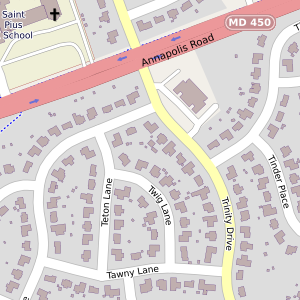 Saint
Pius
School
MD 450
Annapolis Road
Tinder Place
Teton Lane
Twig Lane
Trinity Drive
Tawny Lane